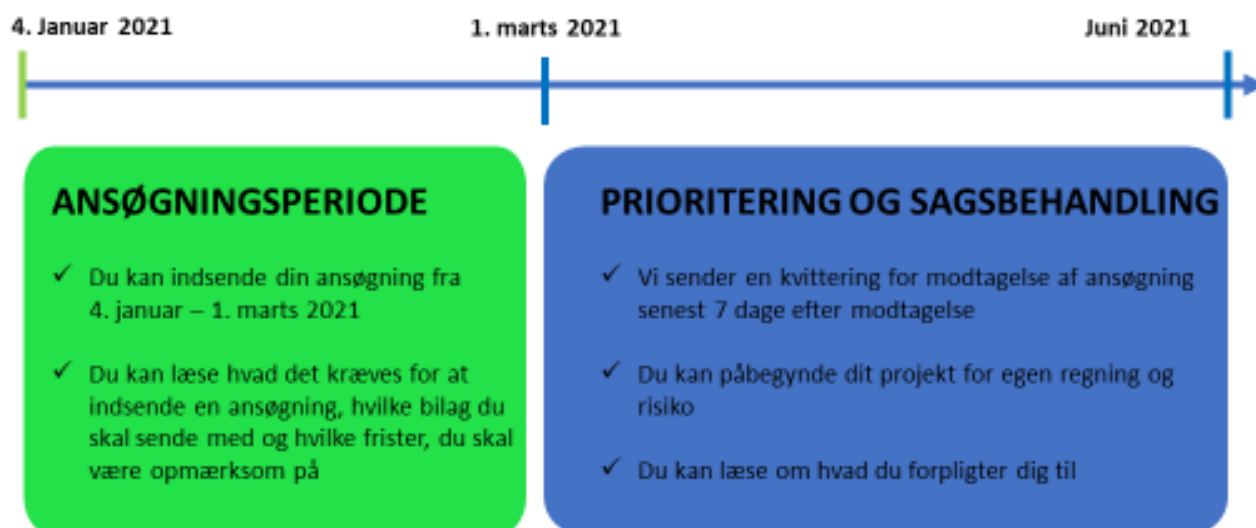 4. Januar 2021
1. marts 2021
Juni 2021
ANSØGNINGSPERIODE
✓ Du kan indsende din ansøgning fra
4. januar – 1. marts 2021
✓ Du kan læse hvad det kræves for at
indsende en ansøgning, hvilke bilag du
skal sende med og hvilke frister, du skal
være opmærksom på
PRIORITERING OG SAGSBEHANDLING
✓ Vi sender en kvittering for modtagelse af ansøgning
senest 7 dage efter modtagelse
✓ Du kan påbegynde dit projekt for egen regning og
risiko
✓ Du kan læse om hvad du forpligter dig til